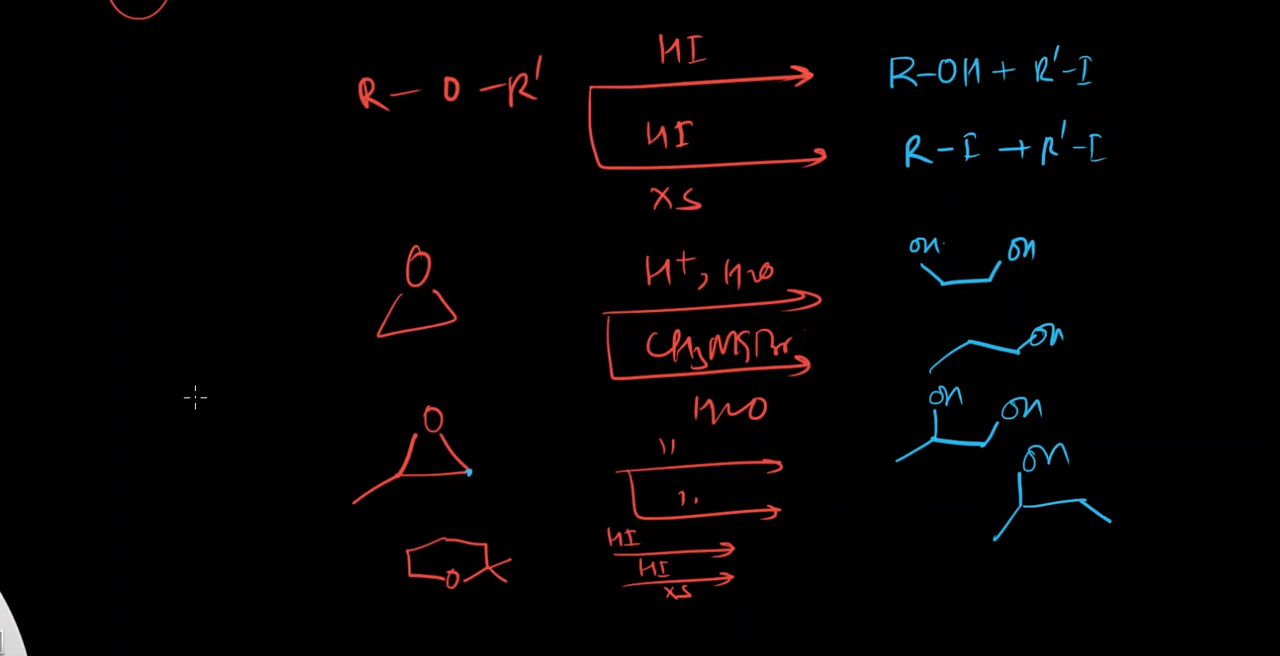 HI
R-O-R' R-OH + R'-I
HI R-I + R'-I
xs
O H+, H2O OH OH
CH3MgBr OH
H2O
O " OH OH
" OH
HI
O HI
xs